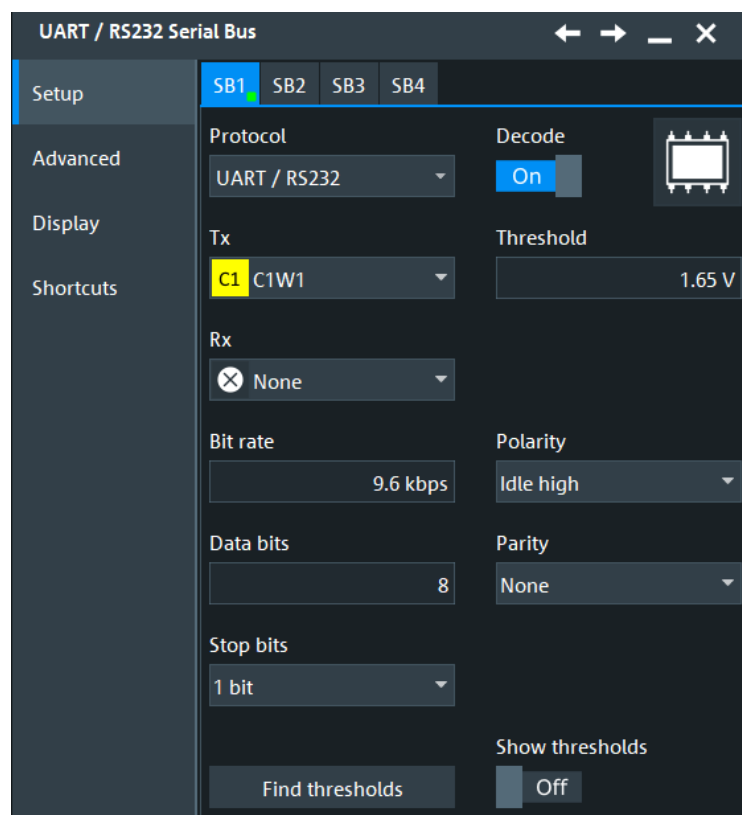 UART / RS232 Serial Bus
Setup
Advanced
Display
Shortcuts
SB1 SB2 SB3 SB4
Protocol
UART / RS232
Decode
On
Tx
C1 C1W1
Threshold
1.65 V
Rx
None
Bit rate
9.6 kbps
Polarity
Idle high
Data bits
8
Parity
None
Stop bits
1 bit
Find thresholds
Show thresholds
Off